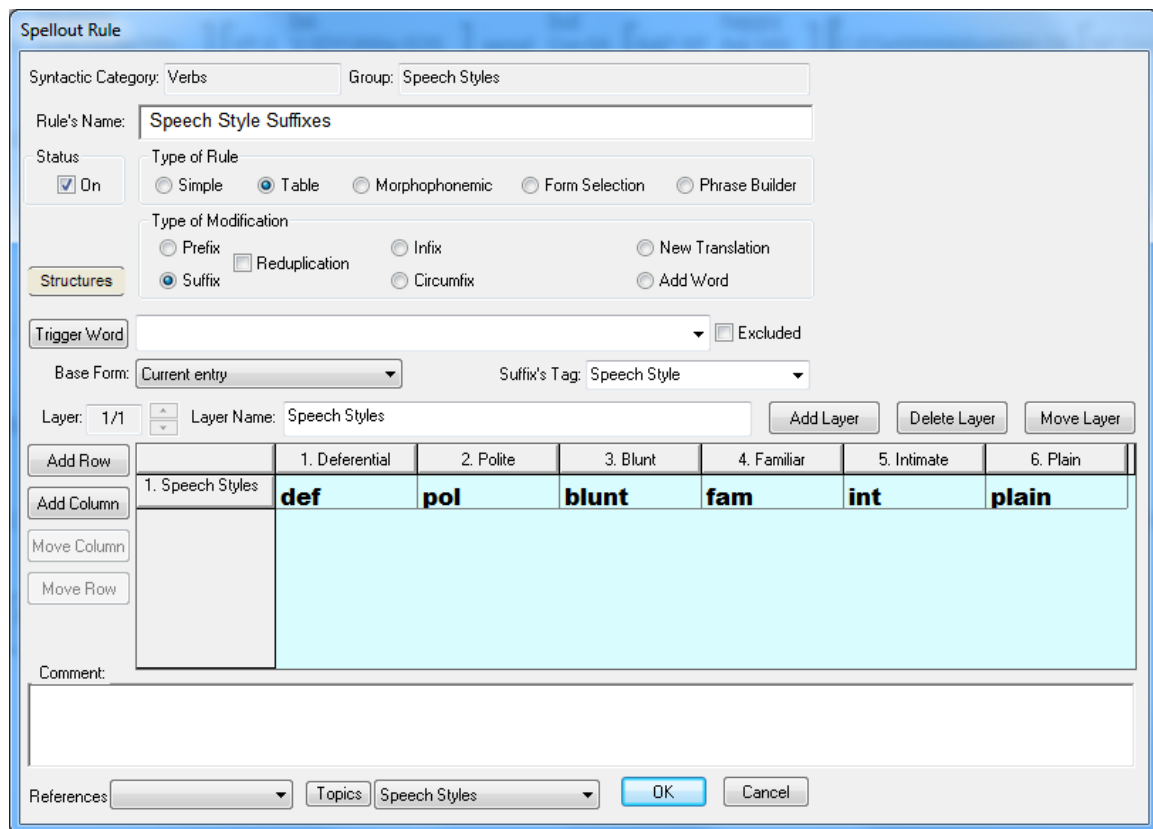 Spellout Rule
Syntactic Category: Verbs Group: Speech Styles
Rule's Name: Speech Style Suffixes
Status Type of Rule
On Simple Table Morphophonemic Form Selection Phrase Builder
Type of Modification
Prefix Infix New Translation
Reduplication
Structures Suffix Circumfix Add Word
Trigger Word Excluded
Base Form: Current entry Suffix's Tag: Speech Style
Layer: 1/1 Layer Name: Speech Styles Add Layer Delete Layer Move Layer
Add Row 1. Deferential 2. Polite 3. Blunt 4. Familiar 5. Intimate 6. Plain
1. Speech Styles def pol blunt fam int plain
Add Column
Move Column
Move Row
Comment:
References Topics Speech Styles OK Cancel